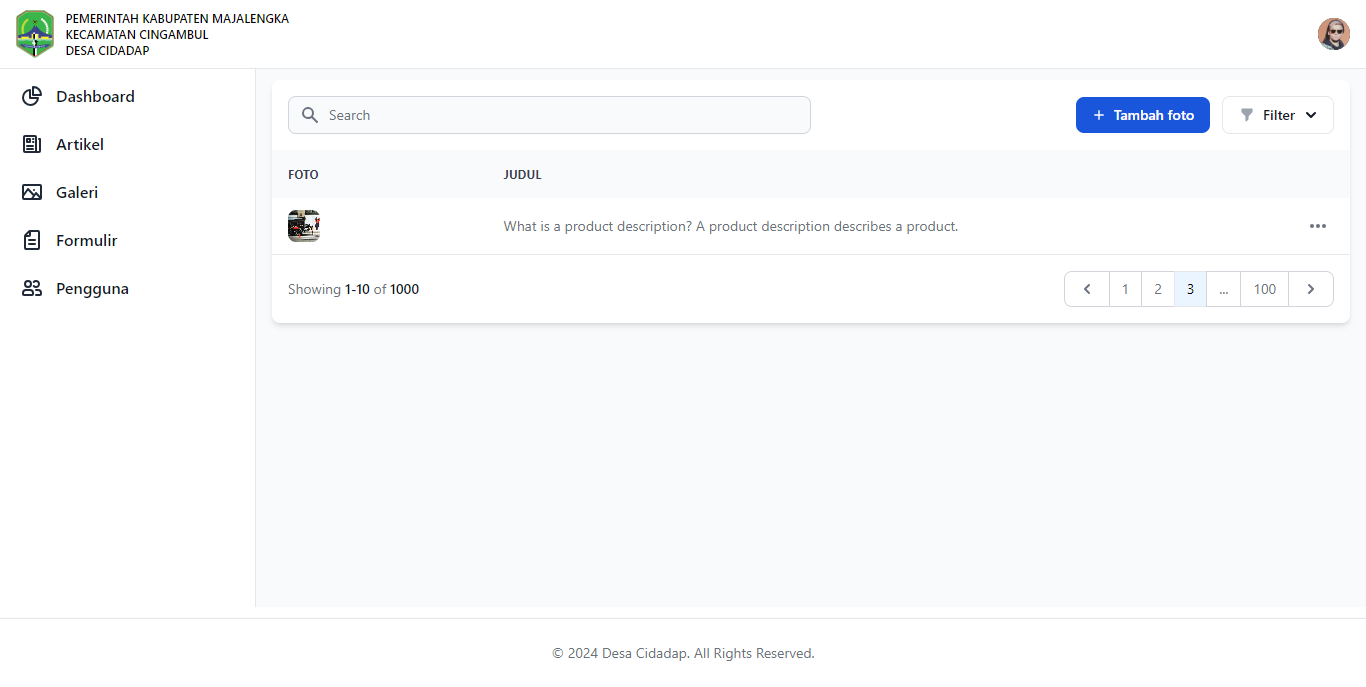 PEMERINTAH KABUPATEN MAJALENGKA
KECAMATAN CINGAMBUL
DESA CIDADAP
Dashboard
Artikel
Galeri
Formulir
Pengguna
Search
+ Tambah foto
Filter
FOTO JUDUL
What is a product description? A product description describes a product.
Showing 1-10 of 1000
1 2 3 ... 100
© 2024 Desa Cidadap. All Rights Reserved.